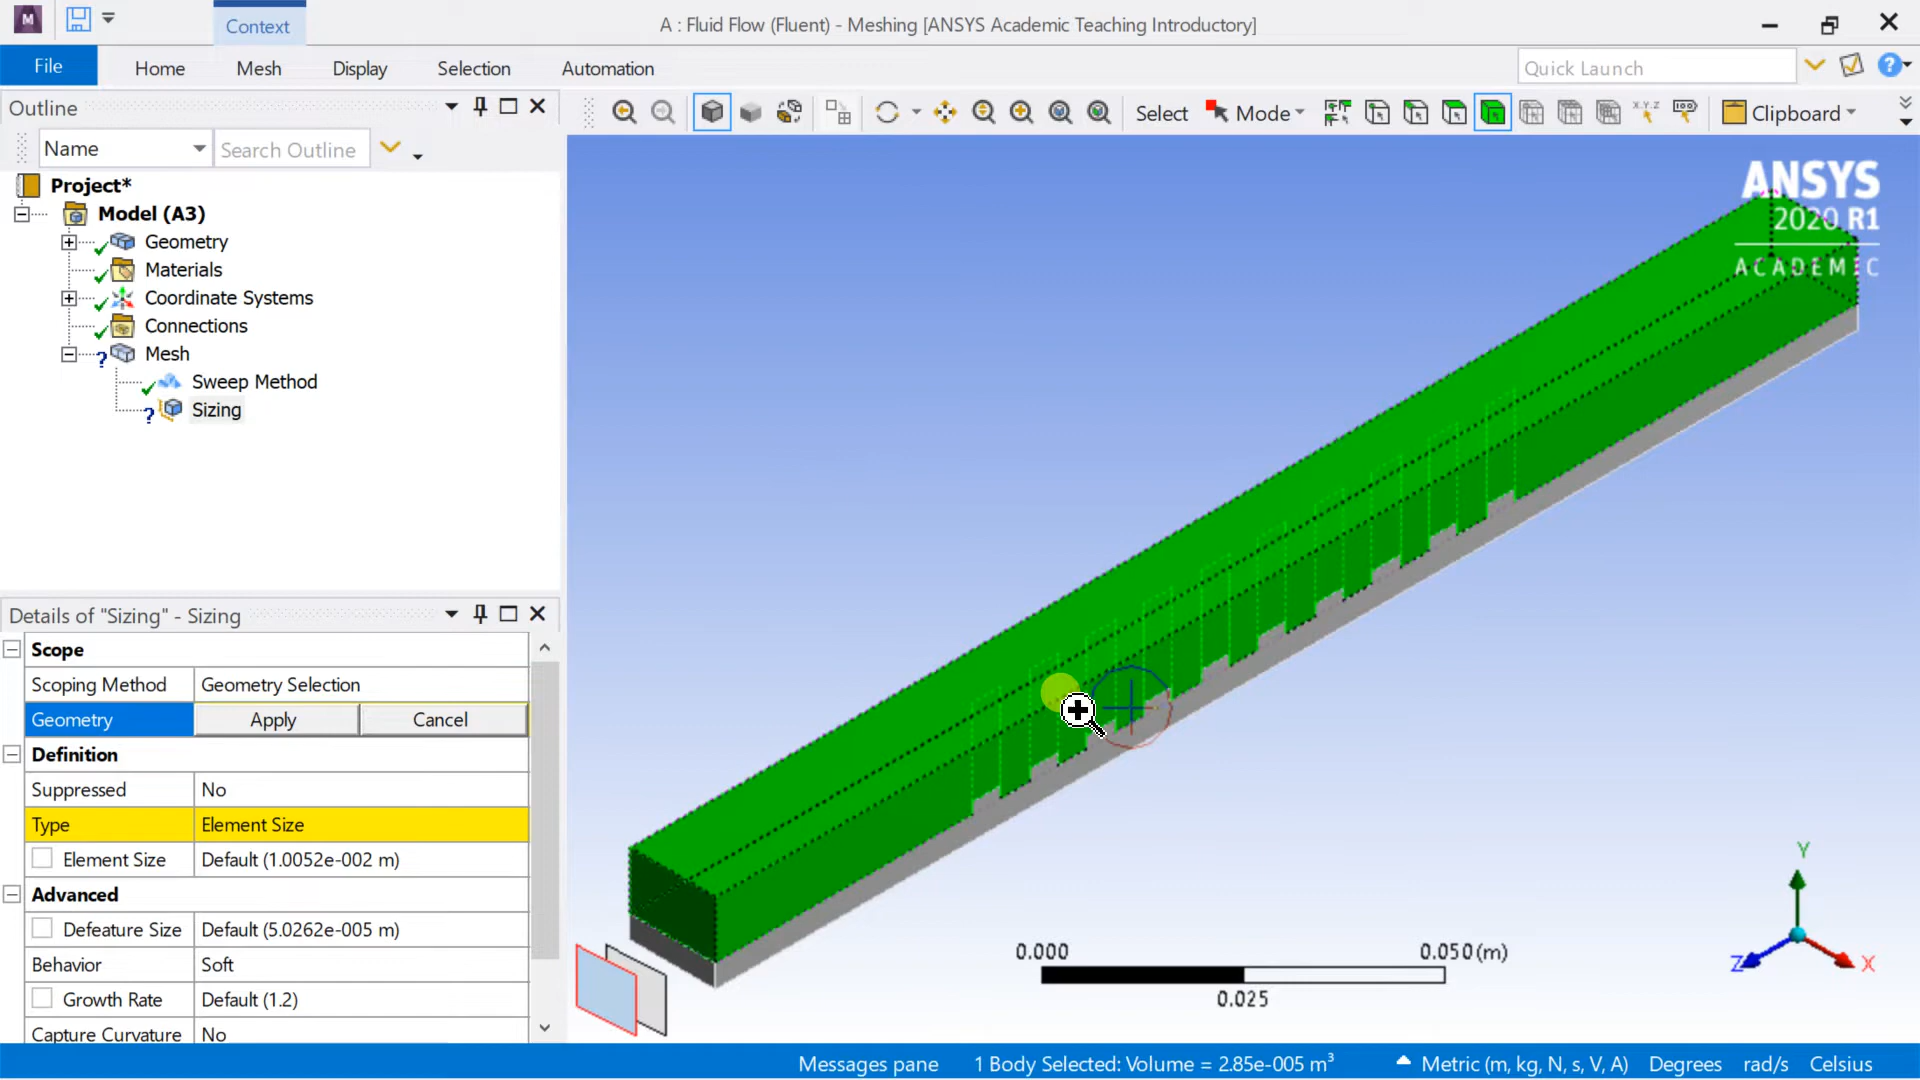 M
Context
A : Fluid Flow (Fluent) - Meshing [ANSYS Academic Teaching Introductory]
File
Home
Mesh
Display
Selection
Automation
Quick Launch
?
Outline
Select
Mode
X,Y,Z
Clipboard
Name
Search Outline
Project*
Model (A3)
Geometry
Materials
Coordinate Systems
Connections
? Mesh
Sweep Method
? Sizing
ANSYS
2020 R1
ACADEMIC
Details of "Sizing" - Sizing
Scope
Scoping Method Geometry Selection
Geometry Apply Cancel
Definition
Suppressed No
Type Element Size
Element Size Default (1.0052e-002 m)
Advanced
Defeature Size Default (5.0262e-005 m)
Behavior Soft
Growth Rate Default (1.2)
Capture Curvature No
0.000 0.050(m)
0.025
Y
Z
X
Messages pane
1 Body Selected: Volume = 2.85e-005 m³
Metric (m, kg, N, s, V, A)
Degrees
rad/s
Celsius